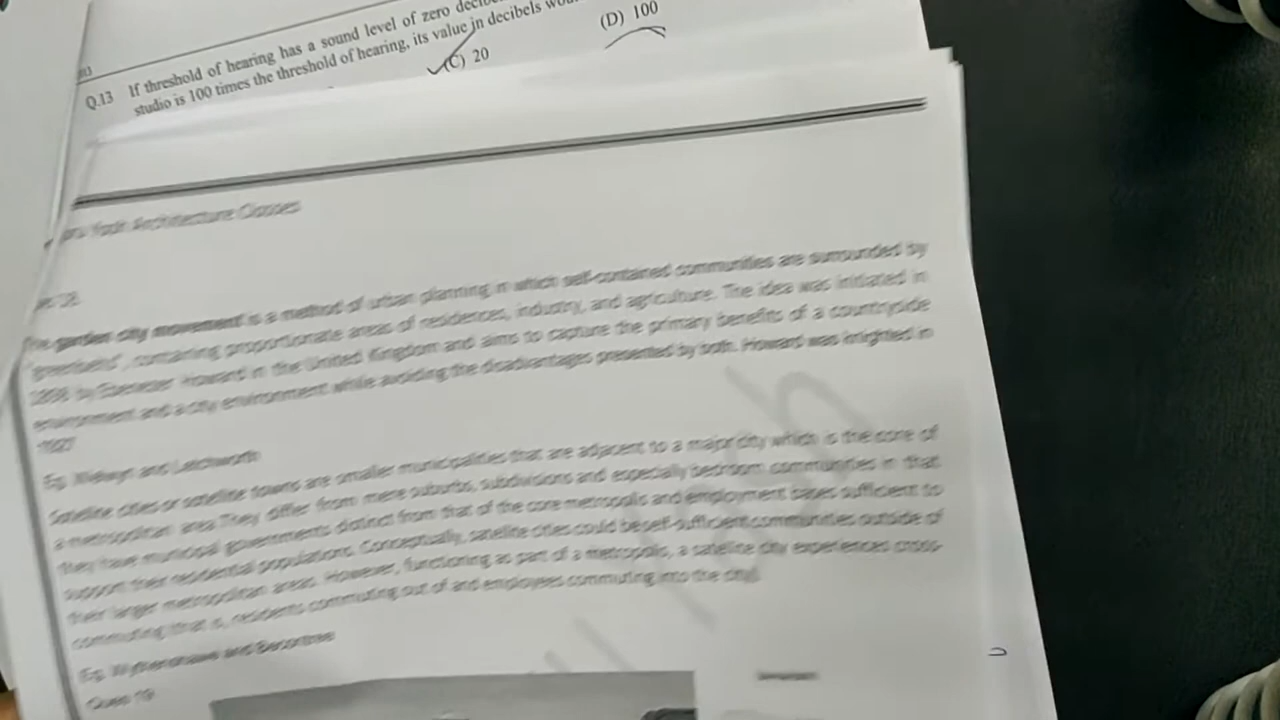 Q.13 If threshold of hearing has a sound level of zero
studio is 100 times the threshold of hearing, its value in decibels
(C) 20
(D) 100
Architecture Classes
garden city movement is a method of urban planning in which self-contained communities are surrounded by
"greenbelts", containing proportionate areas of residences, industry, and agriculture. The idea was initiated in
by Ebenezer Howard in the United Kingdom and aims to capture the primary benefits of a countryside
environment and a city environment while avoiding the disadvantages presented by both. Howard was knighted in
Eg. Welwyn and Letchworth
Satellite cities or satellite towns are smaller municipalities that are adjacent to a major city which is the core of
a metropolitan area. They differ from mere suburbs, subdivisions and especially bedroom communities in that
they have municipal governments distinct from that of the core metropolis and employment bases sufficient to
support their residential populations. Conceptually, satellite cities could be self-sufficient communities outside of
their larger metropolitan areas. However, functioning as part of a metropolis, a satellite city experiences cross-
commuting (that is, residents commuting out of and employees commuting into the city).
Eg. Wythenshawe and Becontree
Ques 19